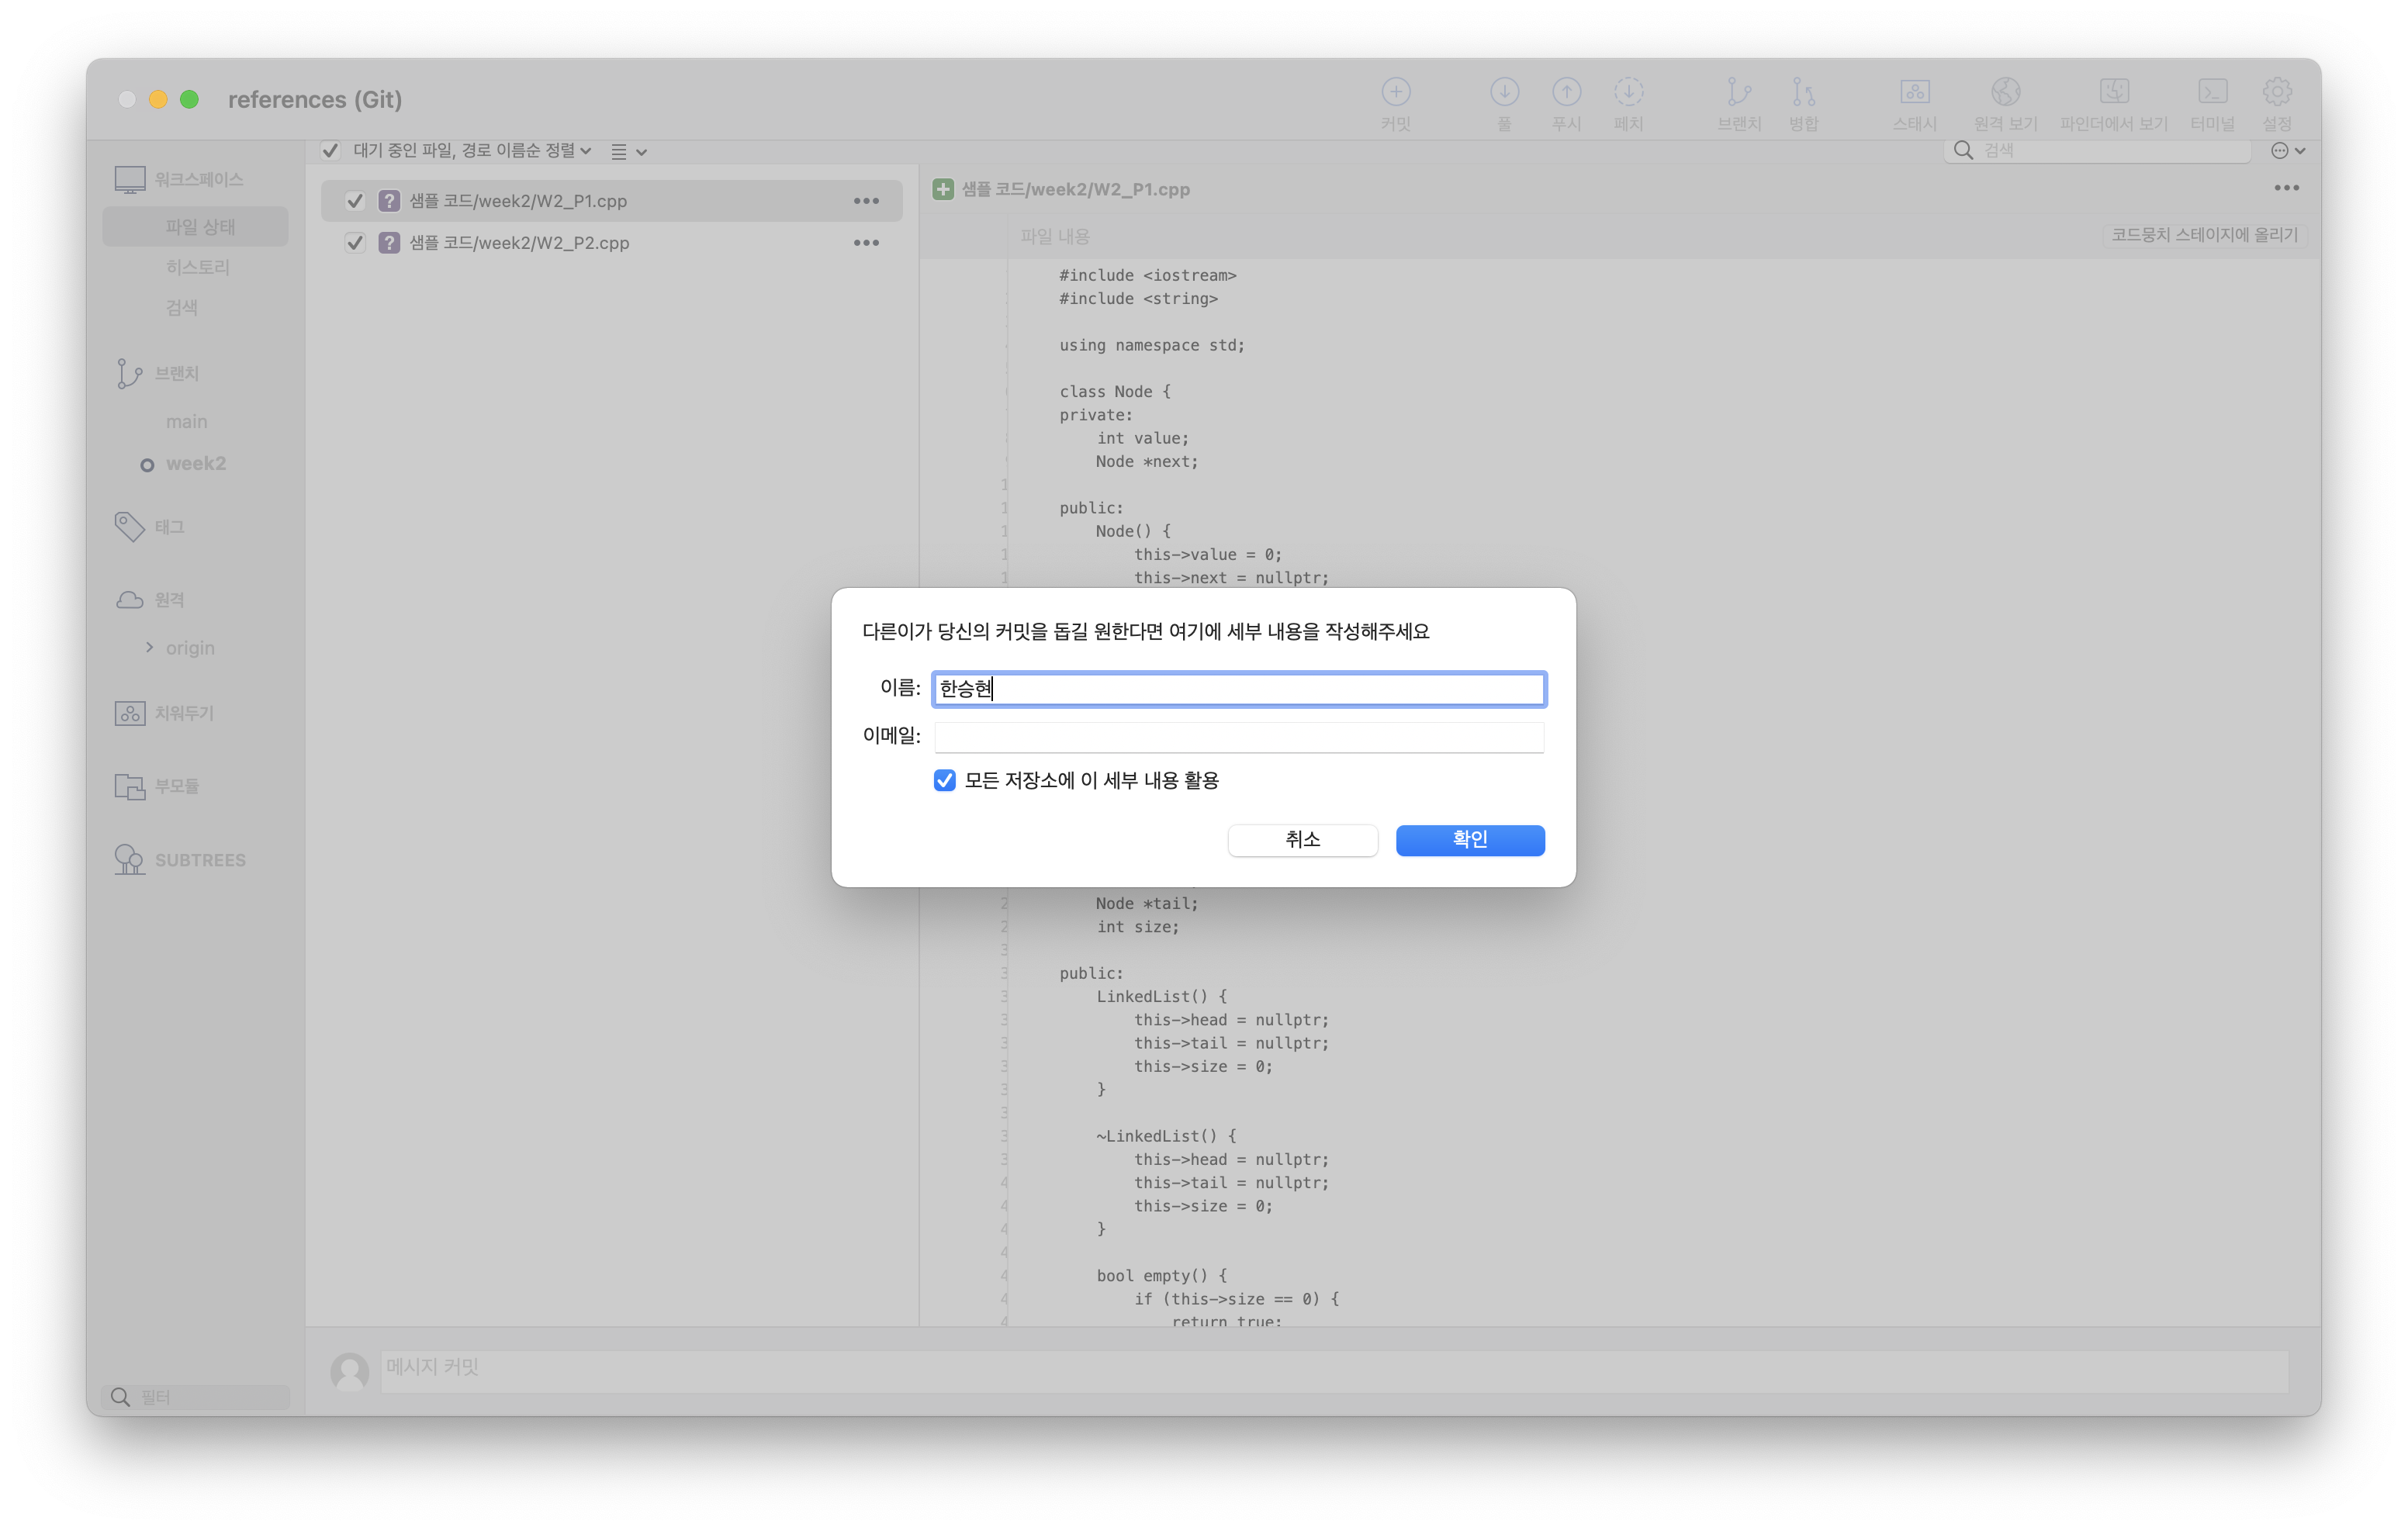 references (Git)
커밋
풀
푸시
페치
브랜치
병합
스태시
원격 보기
파인더에서 보기
터미널
설정
대기 중인 파일, 경로 이름순 정렬
검색
워크스페이스
파일 상태
히스토리
검색
브랜치
main
week2
태그
원격
origin
치워두기
부모듈
SUBTREES
필터
샘플 코드/week2/W2_P1.cpp
샘플 코드/week2/W2_P2.cpp
샘플 코드/week2/W2_P1.cpp
파일 내용
코드뭉치 스테이지에 올리기
#include <iostream>
#include <string>
using namespace std;
class Node {
private:
int value;
Node *next;
public:
Node() {
this->value = 0;
this->next = nullptr;
다른이가 당신의 커밋을 돕길 원한다면 여기에 세부 내용을 작성해주세요
이름: 한승현
이메일:
모든 저장소에 이 세부 내용 활용
취소
확인
Node *tail;
int size;
public:
LinkedList() {
this->head = nullptr;
this->tail = nullptr;
this->size = 0;
}
~LinkedList() {
this->head = nullptr;
this->tail = nullptr;
this->size = 0;
}
bool empty() {
if (this->size == 0) {
return true;
메시지 커밋